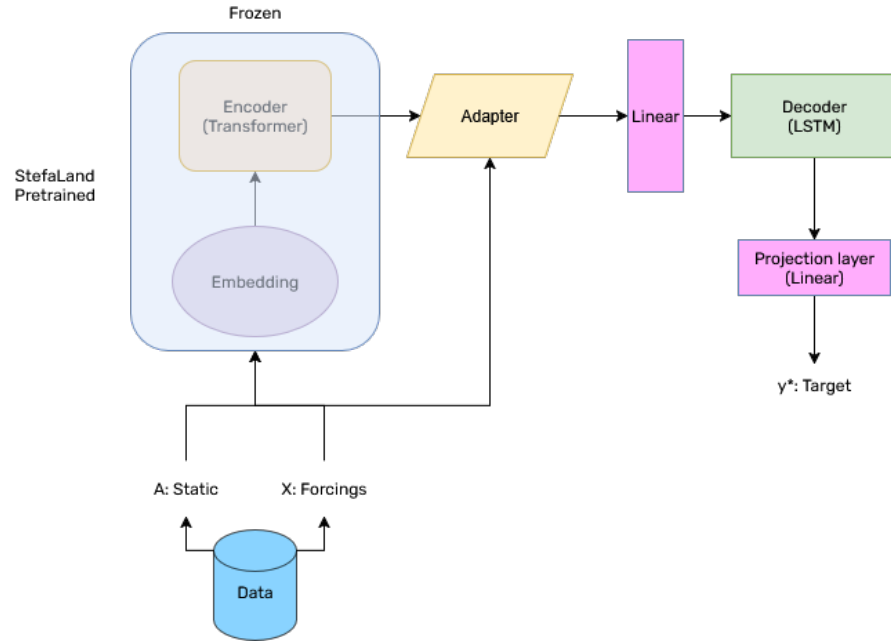 Frozen
Encoder
(Transformer)
Adapter
Linear
Decoder
(LSTM)
StefaLand
Pretrained
Embedding
Projection layer
(Linear)
y*: Target
A: Static
X: Forcings
Data